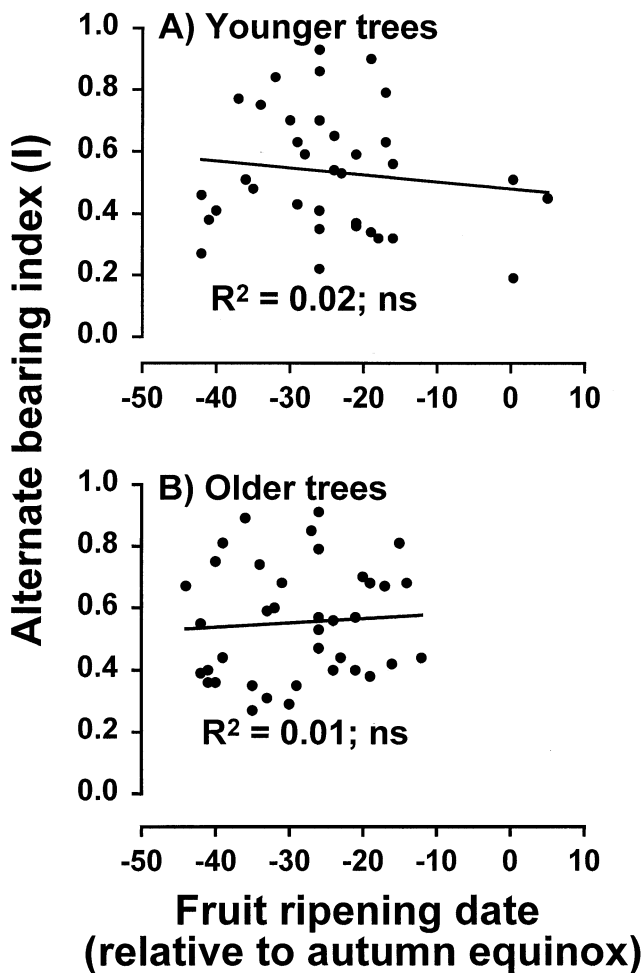 Alternate bearing index (I)
A) Younger trees
1.0
0.8
0.6
0.4
0.2
0.0
R² = 0.02; ns
-50 -40 -30 -20 -10 0 10
B) Older trees
1.0
0.8
0.6
0.4
0.2
0.0
R² = 0.01; ns
-50 -40 -30 -20 -10 0 10
Fruit ripening date
(relative to autumn equinox)